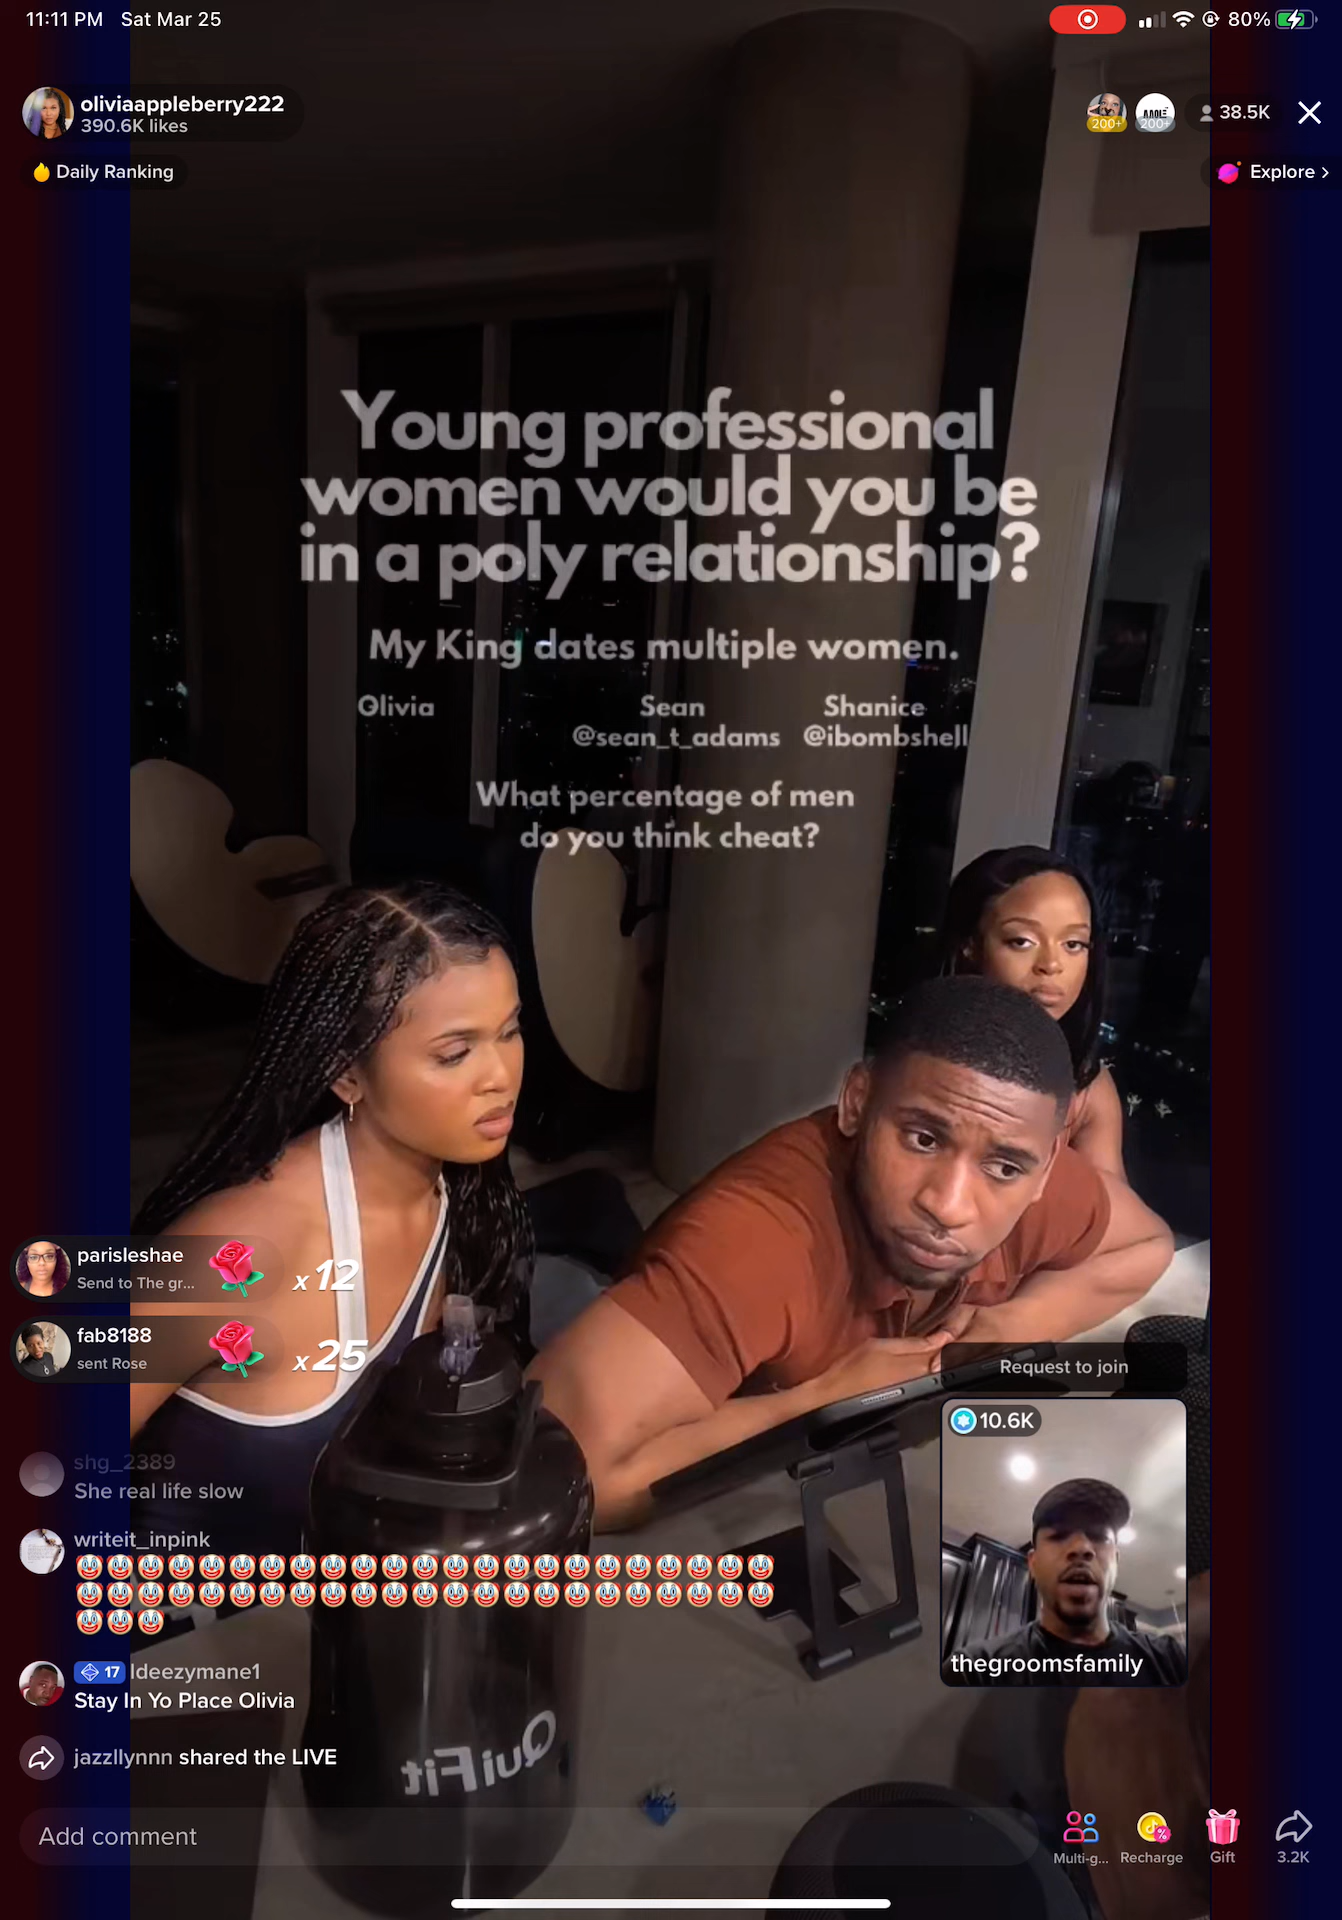 11:11 PM Sat Mar 25
80%
oliviaappleberry222
390.6K likes
200+
200+
38.5K
Daily Ranking
Explore >
Young professional
women would you be
in a poly relationship?
My King dates multiple women.
Olivia Sean Shanice
@sean_t_adams @ibombshell
What percentage of men
do you think cheat?
parisleshae
Send to The gr...
x12
fab8188
sent Rose
x25
Request to join
10.6K
thegroomsfamily
shg_2389
She real life slow
writeit_inpink
🤡🤡🤡🤡🤡🤡🤡🤡🤡🤡🤡🤡🤡🤡🤡🤡🤡🤡🤡🤡🤡🤡🤡
🤡🤡🤡🤡🤡🤡🤡🤡🤡🤡🤡🤡🤡🤡🤡🤡🤡🤡🤡🤡🤡🤡🤡
🤡🤡🤡
17 ldeezymane1
Stay In Yo Place Olivia
jazzllynnn shared the LIVE
QuiFit
Add comment
Multi-g... Recharge Gift 3.2K